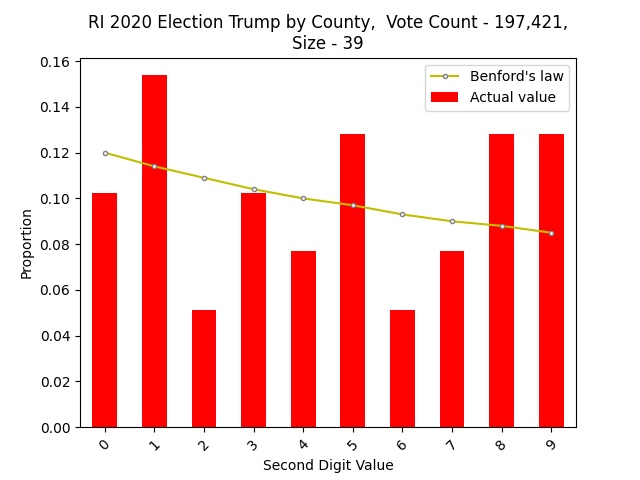 RI 2020 Election Trump by County,  Vote Count - 197,421,
Size - 39
Benford's law
Actual value
0.16
0.14
0.12
0.10
0.08
0.06
0.04
0.02
0.00
Proportion
0 1 2 3 4 5 6 7 8 9
Second Digit Value